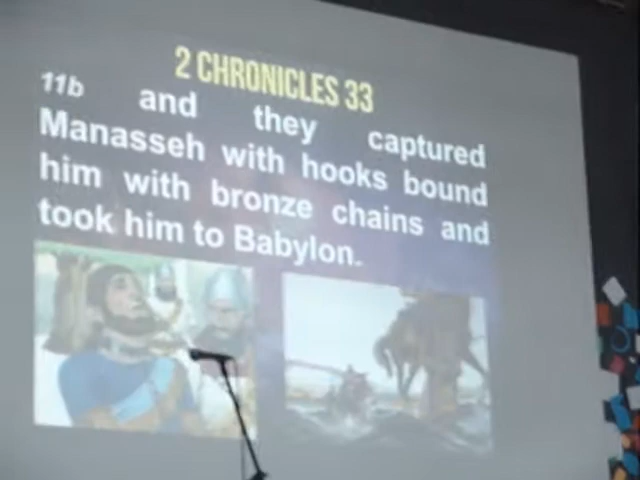 2 CHRONICLES 33
11b and they captured
Manasseh with hooks bound
him with bronze chains and
took him to Babylon.